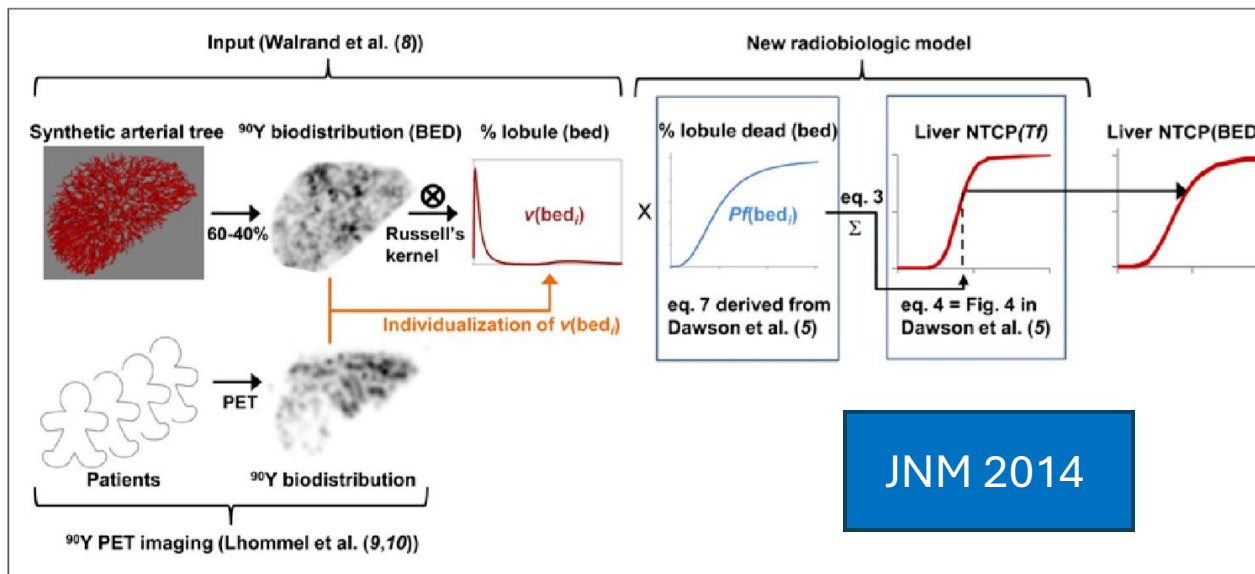 Input (Walrand et al. (8))
New radiobiologic model
Synthetic arterial tree
⁹⁰Y biodistribution (BED)
% lobule (bed)
% lobule dead (bed)
Liver NTCP(Tf)
Liver NTCP(BED
60-40%
⊗
Russell's
kernel
v(bedᵢ)
X
Pf(bedᵢ)
eq. 3
Σ
Individualization of v(bedᵢ)
eq. 7 derived from
Dawson et al. (5)
eq. 4 = Fig. 4 in
Dawson et al. (5)
PET
Patients
⁹⁰Y biodistribution
⁹⁰Y PET imaging (Lhommel et al. (9,10))
JNM 2014